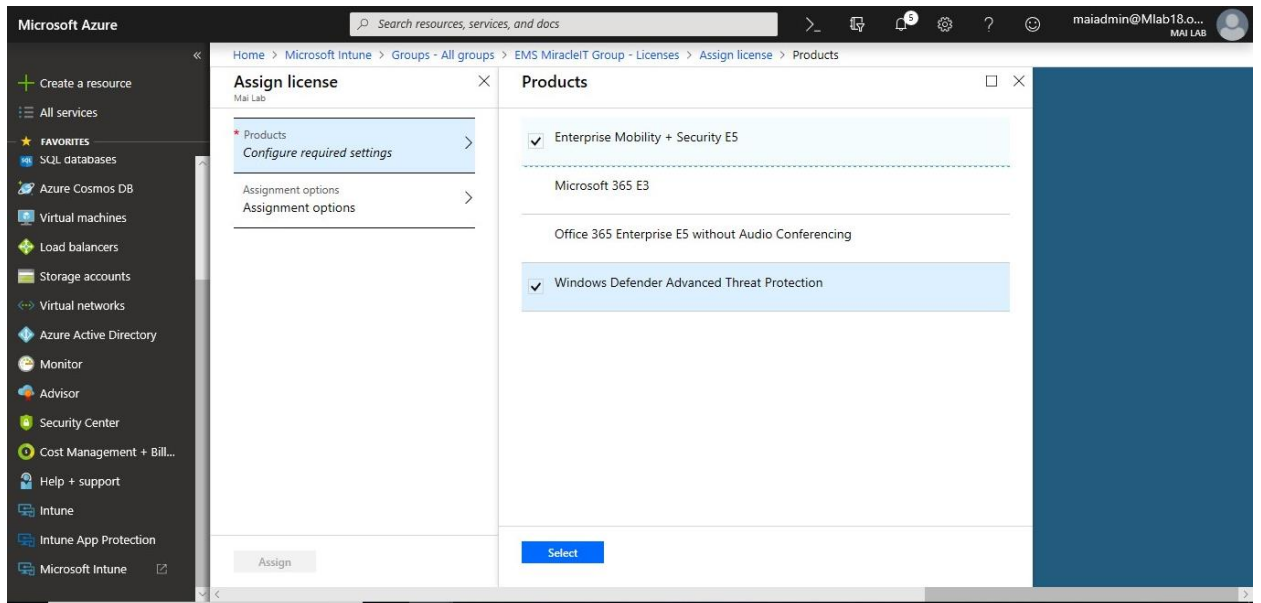 Microsoft Azure
Search resources, services, and docs
>_
5
?
maiadmin@Mlab18.o...
MAI LAB
«
Home > Microsoft Intune > Groups - All groups > EMS MiracleIT Group - Licenses > Assign license > Products
Create a resource
All services
FAVORITES
SQL databases
Azure Cosmos DB
Virtual machines
Load balancers
Storage accounts
Virtual networks
Azure Active Directory
Monitor
Advisor
Security Center
Cost Management + Bill...
Help + support
Intune
Intune App Protection
Microsoft Intune
Assign license
Mai Lab
* Products
Configure required settings
Assignment options
Assignment options
Assign
Products
Enterprise Mobility + Security E5
Microsoft 365 E3
Office 365 Enterprise E5 without Audio Conferencing
Windows Defender Advanced Threat Protection
Select